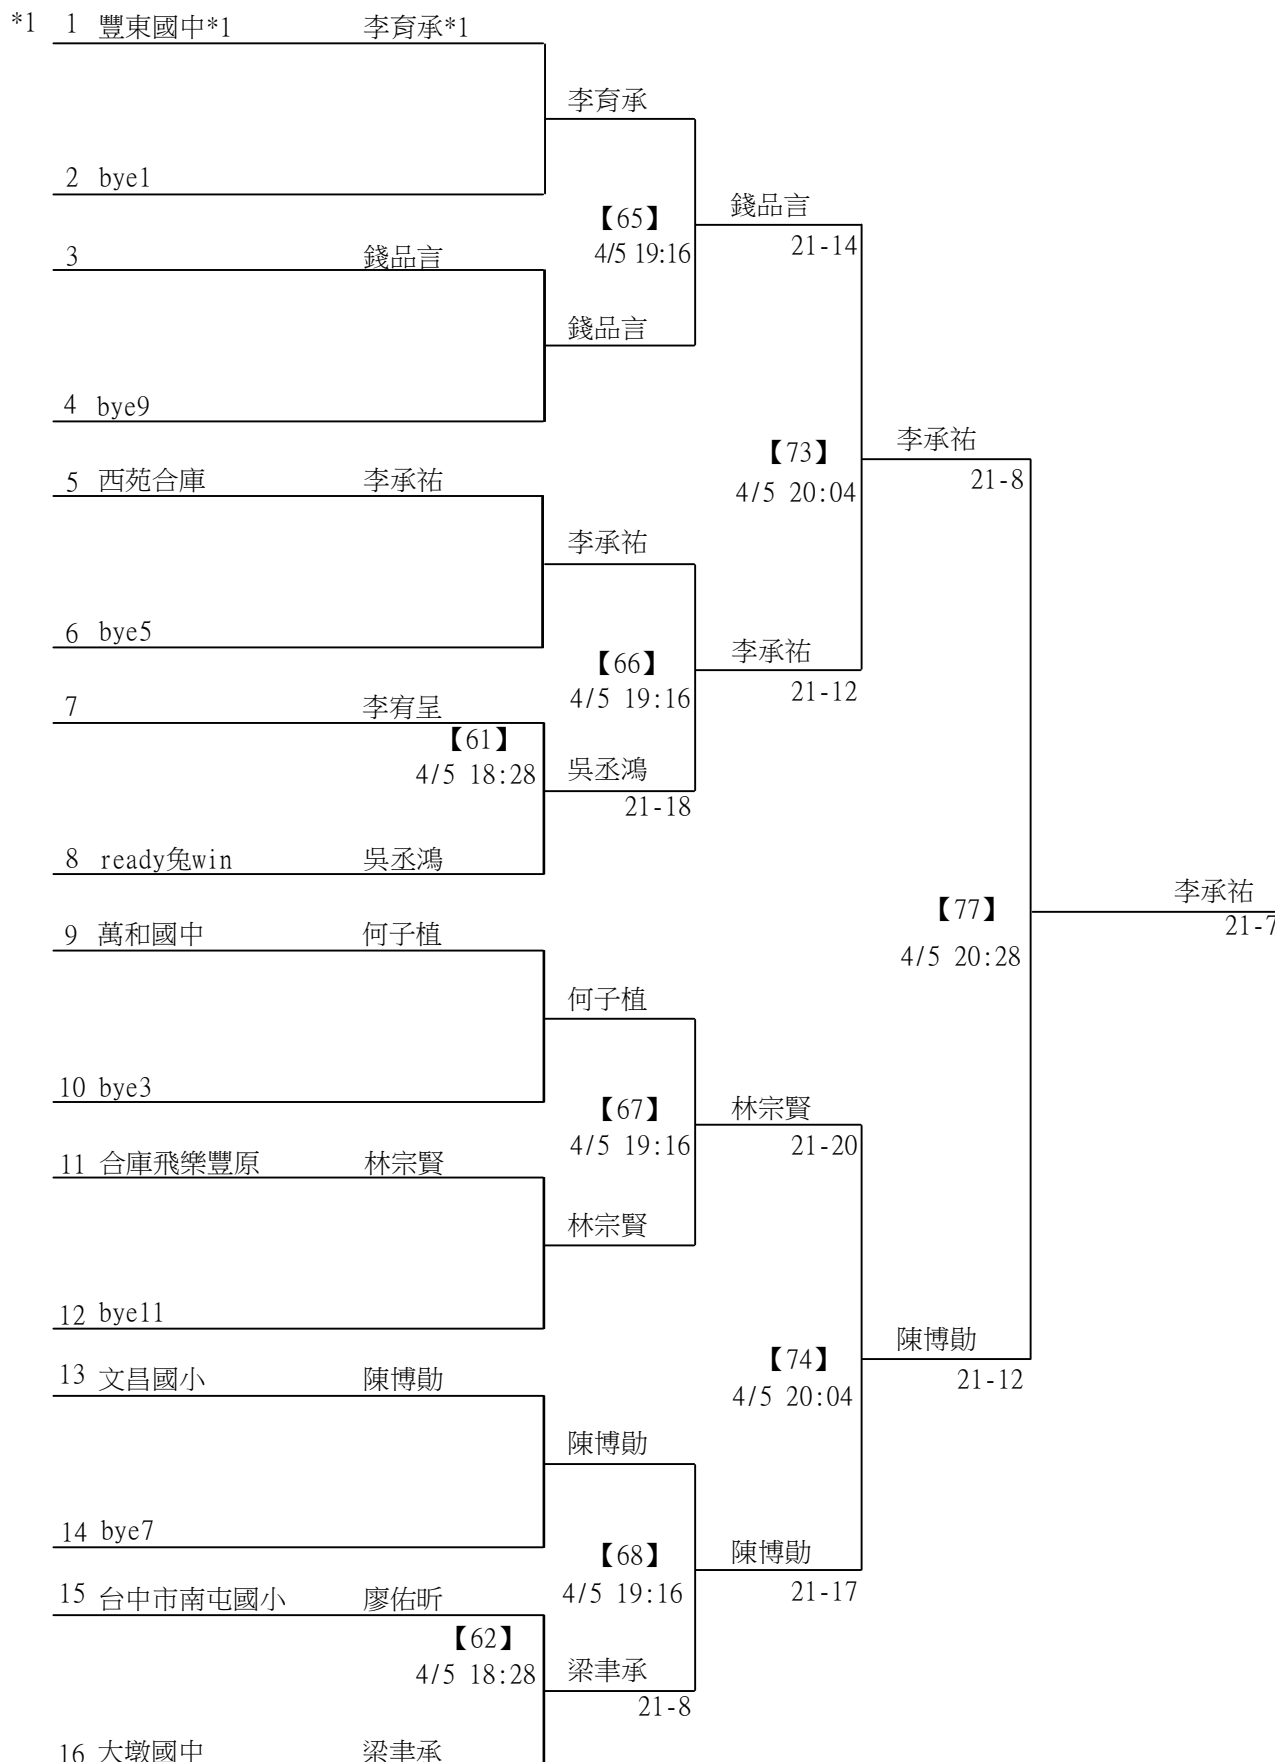 *1 1 豐東國中*1 李育承*1
李育承
2 bye1
【65】
4/5 19:16
錢品言
21-14
3 錢品言
錢品言
4 bye9
【73】
4/5 20:04
李承祐
21-8
5 西苑合庫 李承祐
李承祐
6 bye5
【66】
4/5 19:16
李承祐
21-12
7 李宥呈
【61】
4/5 18:28
吳丞鴻
21-18
8 ready兔win 吳丞鴻
【77】
4/5 20:28
李承祐
21-7
9 萬和國中 何子植
何子植
10 bye3
【67】
4/5 19:16
林宗賢
21-20
11 合庫飛樂豐原 林宗賢
林宗賢
12 bye11
【74】
4/5 20:04
陳博勛
21-12
13 文昌國小 陳博勛
陳博勛
14 bye7
【68】
4/5 19:16
陳博勛
21-17
15 台中市南屯國小 廖佑昕
【62】
4/5 18:28
梁聿承
21-8
16 大墩國中 梁聿承